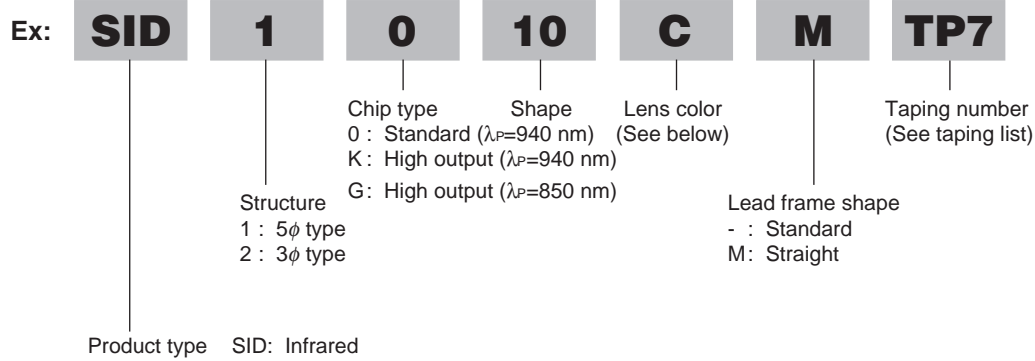 Ex: SID 1 0 10 C M TP7
Chip type Shape Lens color Taping number
0 : Standard (λP=940 nm) (See below) (See taping list)
K : High output (λP=940 nm)
G : High output (λP=850 nm)
Structure Lead frame shape
1 : 5ϕ type - : Standard
2 : 3ϕ type M : Straight
Product type SID: Infrared